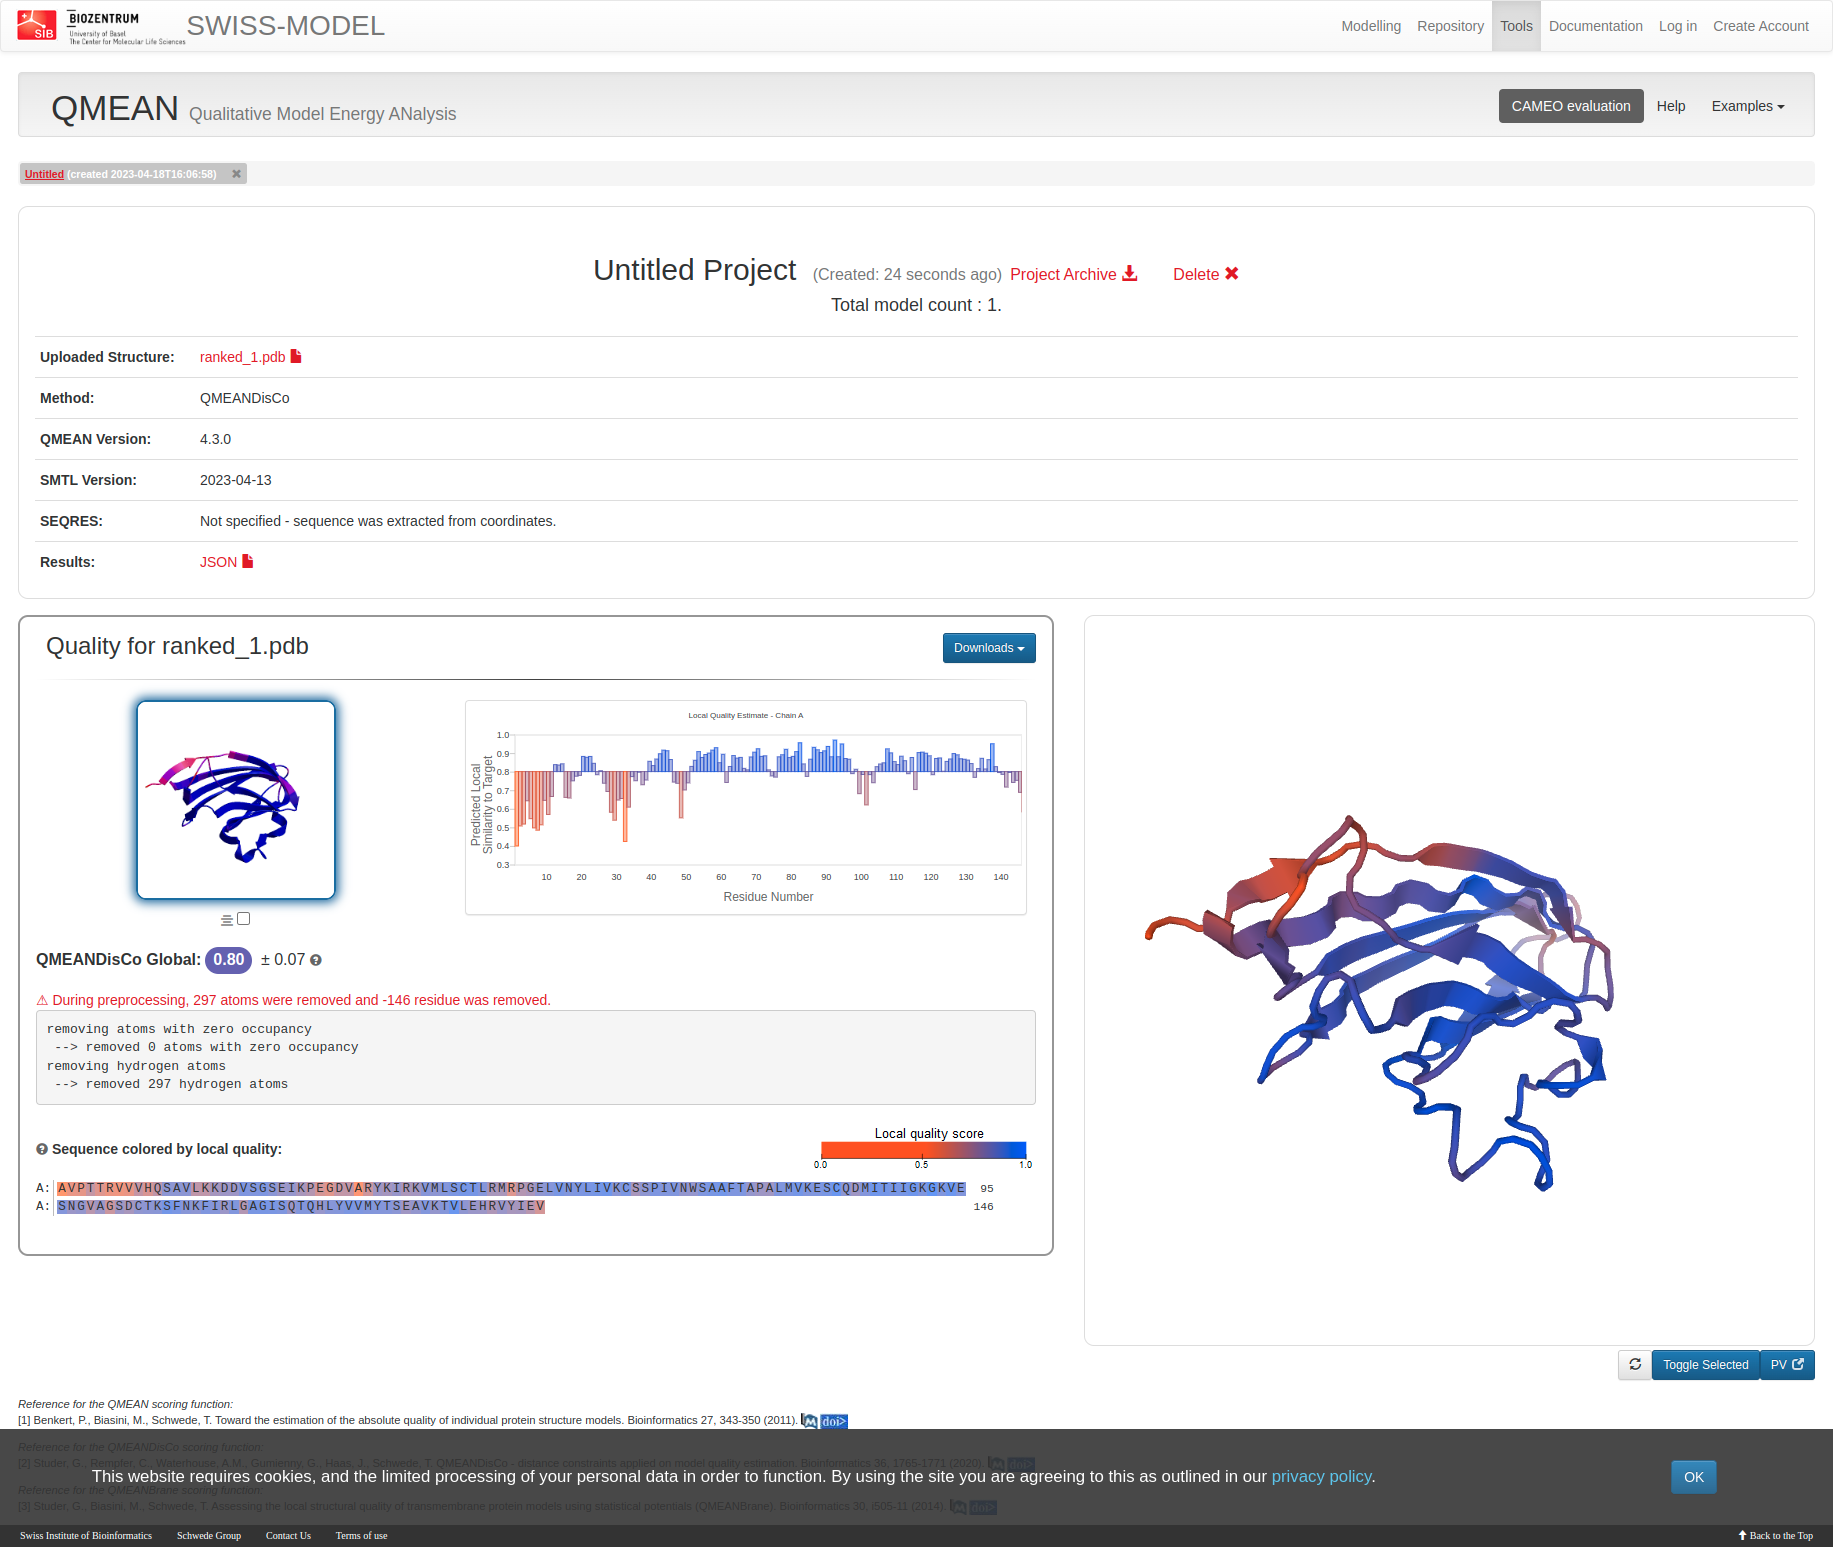 SIB
BIOZENTRUM
University of Basel
The Center for Molecular Life Sciences
SWISS-MODEL
Modelling Repository Tools Documentation Log in Create Account
QMEAN Qualitative Model Energy ANalysis
CAMEO evaluation Help Examples
Untitled (created 2023-04-18T16:06:58)
Untitled Project (Created: 24 seconds ago) Project Archive Delete
Total model count : 1.
Uploaded Structure: ranked_1.pdb
Method: QMEANDisCo
QMEAN Version: 4.3.0
SMTL Version: 2023-04-13
SEQRES: Not specified - sequence was extracted from coordinates.
Results: JSON
Quality for ranked_1.pdb
Downloads
Local Quality Estimate - Chain A
Predicted Local
Similarity to Target
1.0
0.9
0.8
0.7
0.6
0.5
0.4
0.3
10 20 30 40 50 60 70 80 90 100 110 120 130 140
Residue Number
QMEANDisCo Global: 0.80 ± 0.07
⚠ During preprocessing, 297 atoms were removed and -146 residue was removed.
removing atoms with zero occupancy
--> removed 0 atoms with zero occupancy
removing hydrogen atoms
--> removed 297 hydrogen atoms
Sequence colored by local quality:
Local quality score
0.0 0.5 1.0
A: AVPTTRVVVHQSAVLKKDDVSGSEIKPEGDVARYKIRKVMLSCTLRMRPGELVNYLIVKCSSPIVNWSAAFTAPALMVKESCQDMITIIGKGKVE 95
A: SNGVAGSDCTKSFNKFIRLGAGISQTQHLYVVMYTSEAVKTVLEHRVYIEV 146
Toggle Selected PV
Reference for the QMEAN scoring function:
[1] Benkert, P., Biasini, M., Schwede, T. Toward the estimation of the absolute quality of individual protein structure models. Bioinformatics 27, 343-350 (2011). M doi>
Reference for the QMEANDisCo scoring function:
[2] Studer, G., Rempfer, C., Waterhouse, A.M., Gumienny, G., Haas, J., Schwede, T. QMEANDisCo - distance constraints applied on model quality estimation. Bioinformatics 36, 1765-1771 (2020). M doi>
This website requires cookies, and the limited processing of your personal data in order to function. By using the site you are agreeing to this as outlined in our privacy policy. OK
Reference for the QMEANBrane scoring function:
[3] Studer, G., Biasini, M., Schwede, T. Assessing the local structural quality of transmembrane protein models using statistical potentials (QMEANBrane). Bioinformatics 30, i505-11 (2014). M doi>
Swiss Institute of Bioinformatics Schwede Group Contact Us Terms of use Back to the Top